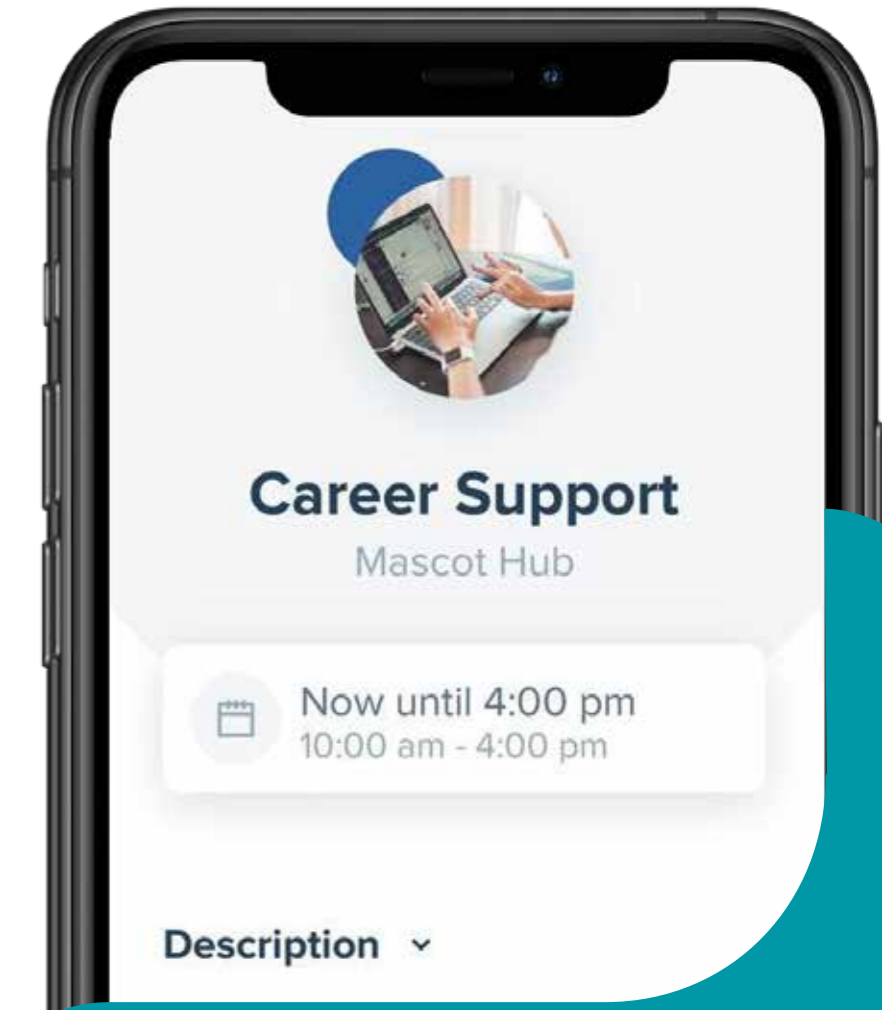 Career Support
Mascot Hub
Now until 4:00 pm
10:00 am - 4:00 pm
Description